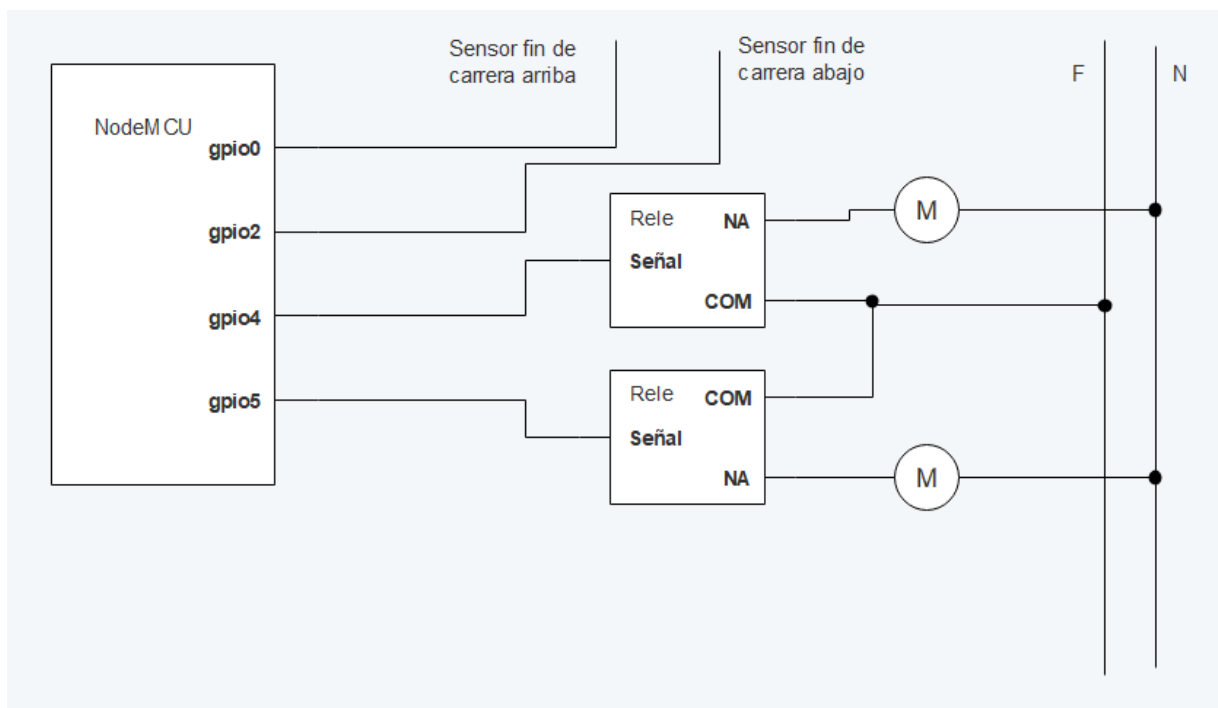 Sensor fin de
carrera arriba
Sensor fin de
carrera abajo
F
N
NodeMCU
gpio0
gpio2
gpio4
gpio5
Rele
NA
Señal
COM
M
Rele
COM
Señal
NA
M